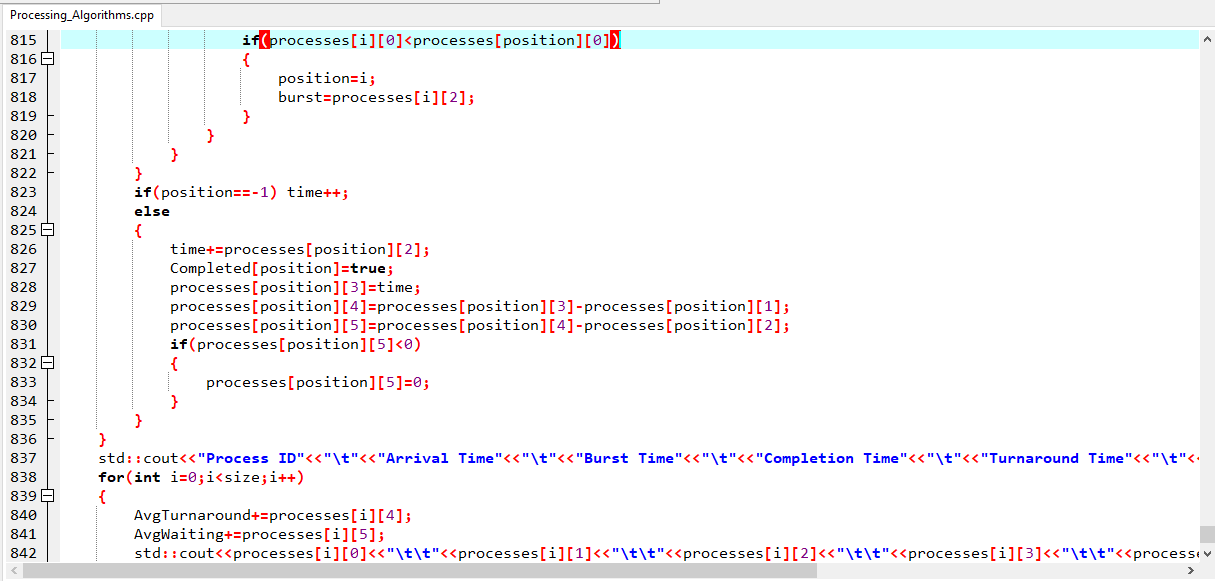 Processing_Algorithms.cpp
815 if(processes[i][0]<processes[position][0])
816 {
817 position=i;
818 burst=processes[i][2];
819 }
820 }
821 }
822 }
823 if(position==-1) time++;
824 else
825 {
826 time+=processes[position][2];
827 Completed[position]=true;
828 processes[position][3]=time;
829 processes[position][4]=processes[position][3]-processes[position][1];
830 processes[position][5]=processes[position][4]-processes[position][2];
831 if(processes[position][5]<0)
832 {
833 processes[position][5]=0;
834 }
835 }
836 }
837 std::cout<<"Process ID"<<"\t"<<"Arrival Time"<<"\t"<<"Burst Time"<<"\t"<<"Completion Time"<<"\t"<<"Turnaround Time"<<"\t"<
838 for(int i=0;i<size;i++)
839 {
840 AvgTurnaround+=processes[i][4];
841 AvgWaiting+=processes[i][5];
842 std::cout<<processes[i][0]<<"\t\t"<<processes[i][1]<<"\t\t"<<processes[i][2]<<"\t\t"<<processes[i][3]<<"\t\t"<<processe